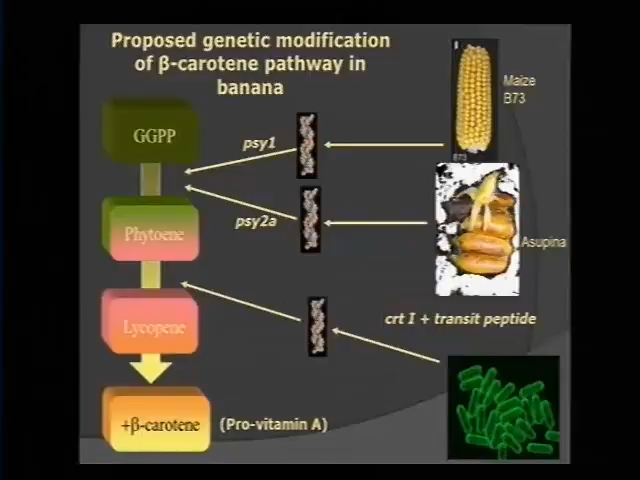 Proposed genetic modification
of β-carotene pathway in
banana
Maize
B73
GGPP
psy1
B73
Phytoene
psy2a
Asupina
Lycopene
crt I + transit peptide
+β-carotene
(Pro-vitamin A)